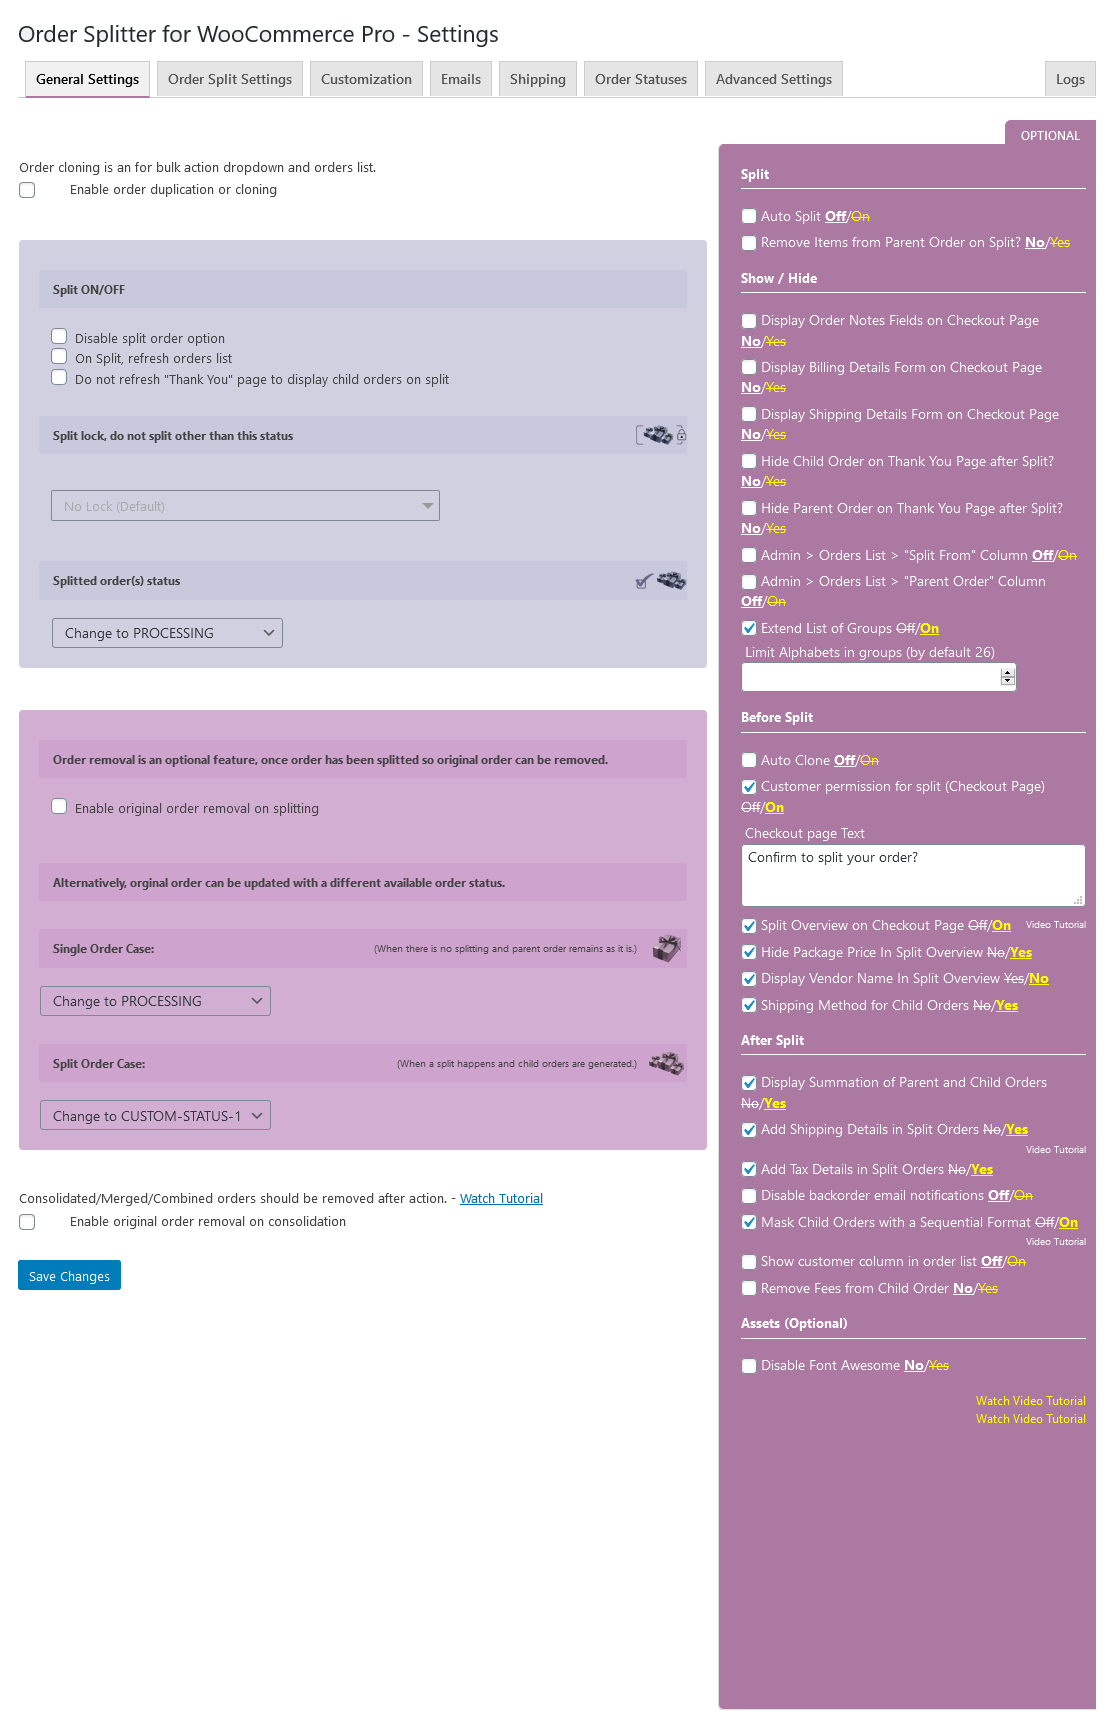 Order Splitter for WooCommerce Pro - Settings
General Settings
Order Split Settings
Customization
Emails
Shipping
Order Statuses
Advanced Settings
Logs
Order cloning is an for bulk action dropdown and orders list.
Enable order duplication or cloning
Split ON/OFF
Disable split order option
On Split, refresh orders list
Do not refresh "Thank You" page to display child orders on split
Split lock, do not split other than this status
No Lock (Default)
Splitted order(s) status
Change to PROCESSING
Order removal is an optional feature, once order has been splitted so original order can be removed.
Enable original order removal on splitting
Alternatively, orginal order can be updated with a different available order status.
Single Order Case:
(When there is no splitting and parent order remains as it is.)
Change to PROCESSING
Split Order Case:
(When a split happens and child orders are generated.)
Change to CUSTOM-STATUS-1
Consolidated/Merged/Combined orders should be removed after action. - Watch Tutorial
Enable original order removal on consolidation
Save Changes
OPTIONAL
Split
Auto Split Off/On
Remove Items from Parent Order on Split? No/Yes
Show / Hide
Display Order Notes Fields on Checkout Page
No/Yes
Display Billing Details Form on Checkout Page
No/Yes
Display Shipping Details Form on Checkout Page
No/Yes
Hide Child Order on Thank You Page after Split?
No/Yes
Hide Parent Order on Thank You Page after Split?
No/Yes
Admin > Orders List > "Split From" Column Off/On
Admin > Orders List > "Parent Order" Column
Off/On
Extend List of Groups Off/On
Limit Alphabets in groups (by default 26)
Before Split
Auto Clone Off/On
Customer permission for split (Checkout Page)
Off/On
Checkout page Text
Confirm to split your order?
Split Overview on Checkout Page Off/On
Video Tutorial
Hide Package Price In Split Overview No/Yes
Display Vendor Name In Split Overview Yes/No
Shipping Method for Child Orders No/Yes
After Split
Display Summation of Parent and Child Orders
No/Yes
Add Shipping Details in Split Orders No/Yes
Video Tutorial
Add Tax Details in Split Orders No/Yes
Disable backorder email notifications Off/On
Mask Child Orders with a Sequential Format Off/On
Video Tutorial
Show customer column in order list Off/On
Remove Fees from Child Order No/Yes
Assets (Optional)
Disable Font Awesome No/Yes
Watch Video Tutorial
Watch Video Tutorial